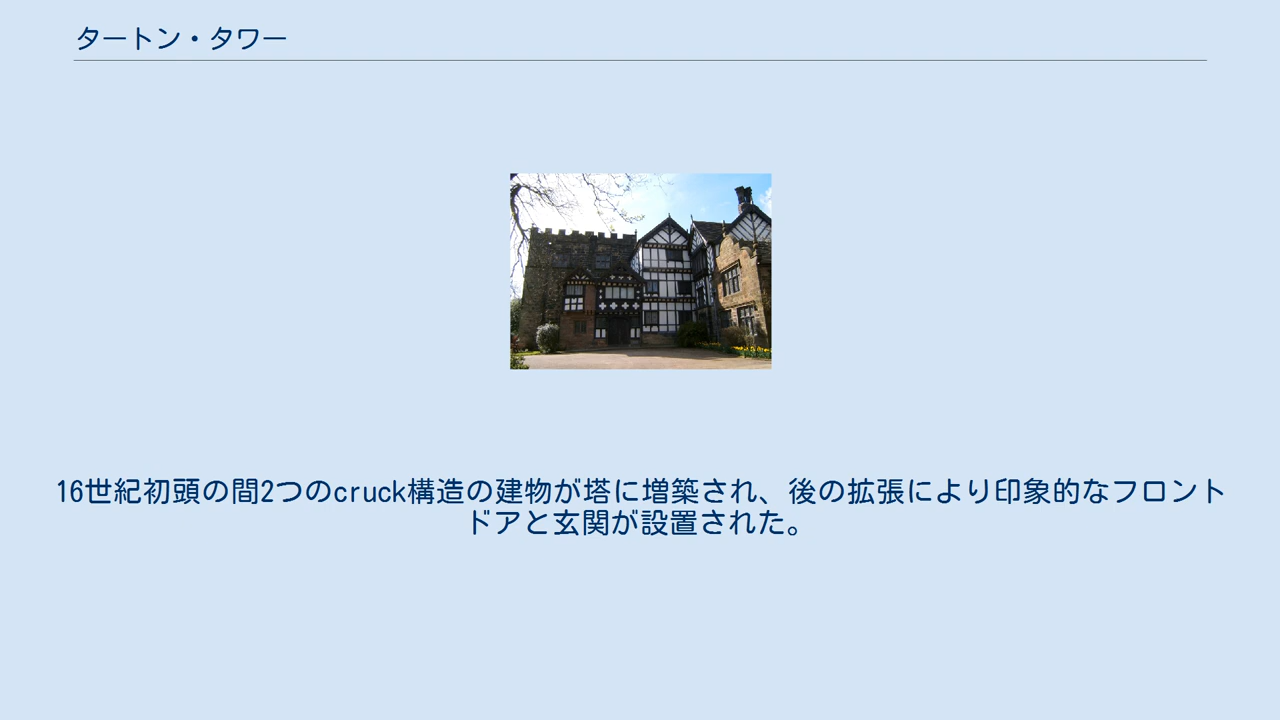 タートン・タワー
16世紀初頭の間2つのcruck構造の建物が塔に増築され、後の拡張により印象的なフロント
ドアと玄関が設置された。